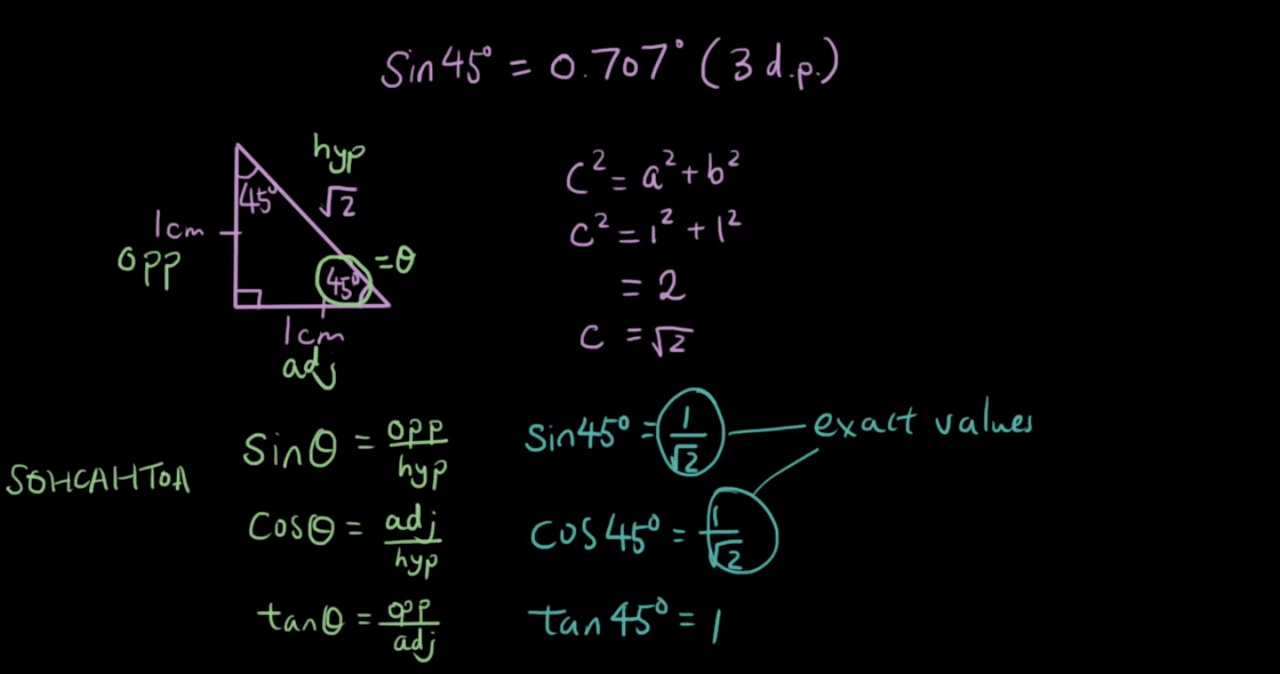 Sin45° = 0.707° (3 d.p.)
hyp
√2
45°
1cm
opp
45° = θ
1cm
adj
c² = a² + b²
c² = 1² + 1²
= 2
c = √2
SOHCAHTOA
Sinθ = opp/hyp
Cosθ = adj/hyp
tanθ = opp/adj
Sin45° = 1/√2
exact values
Cos45° = 1/√2
tan45° = 1